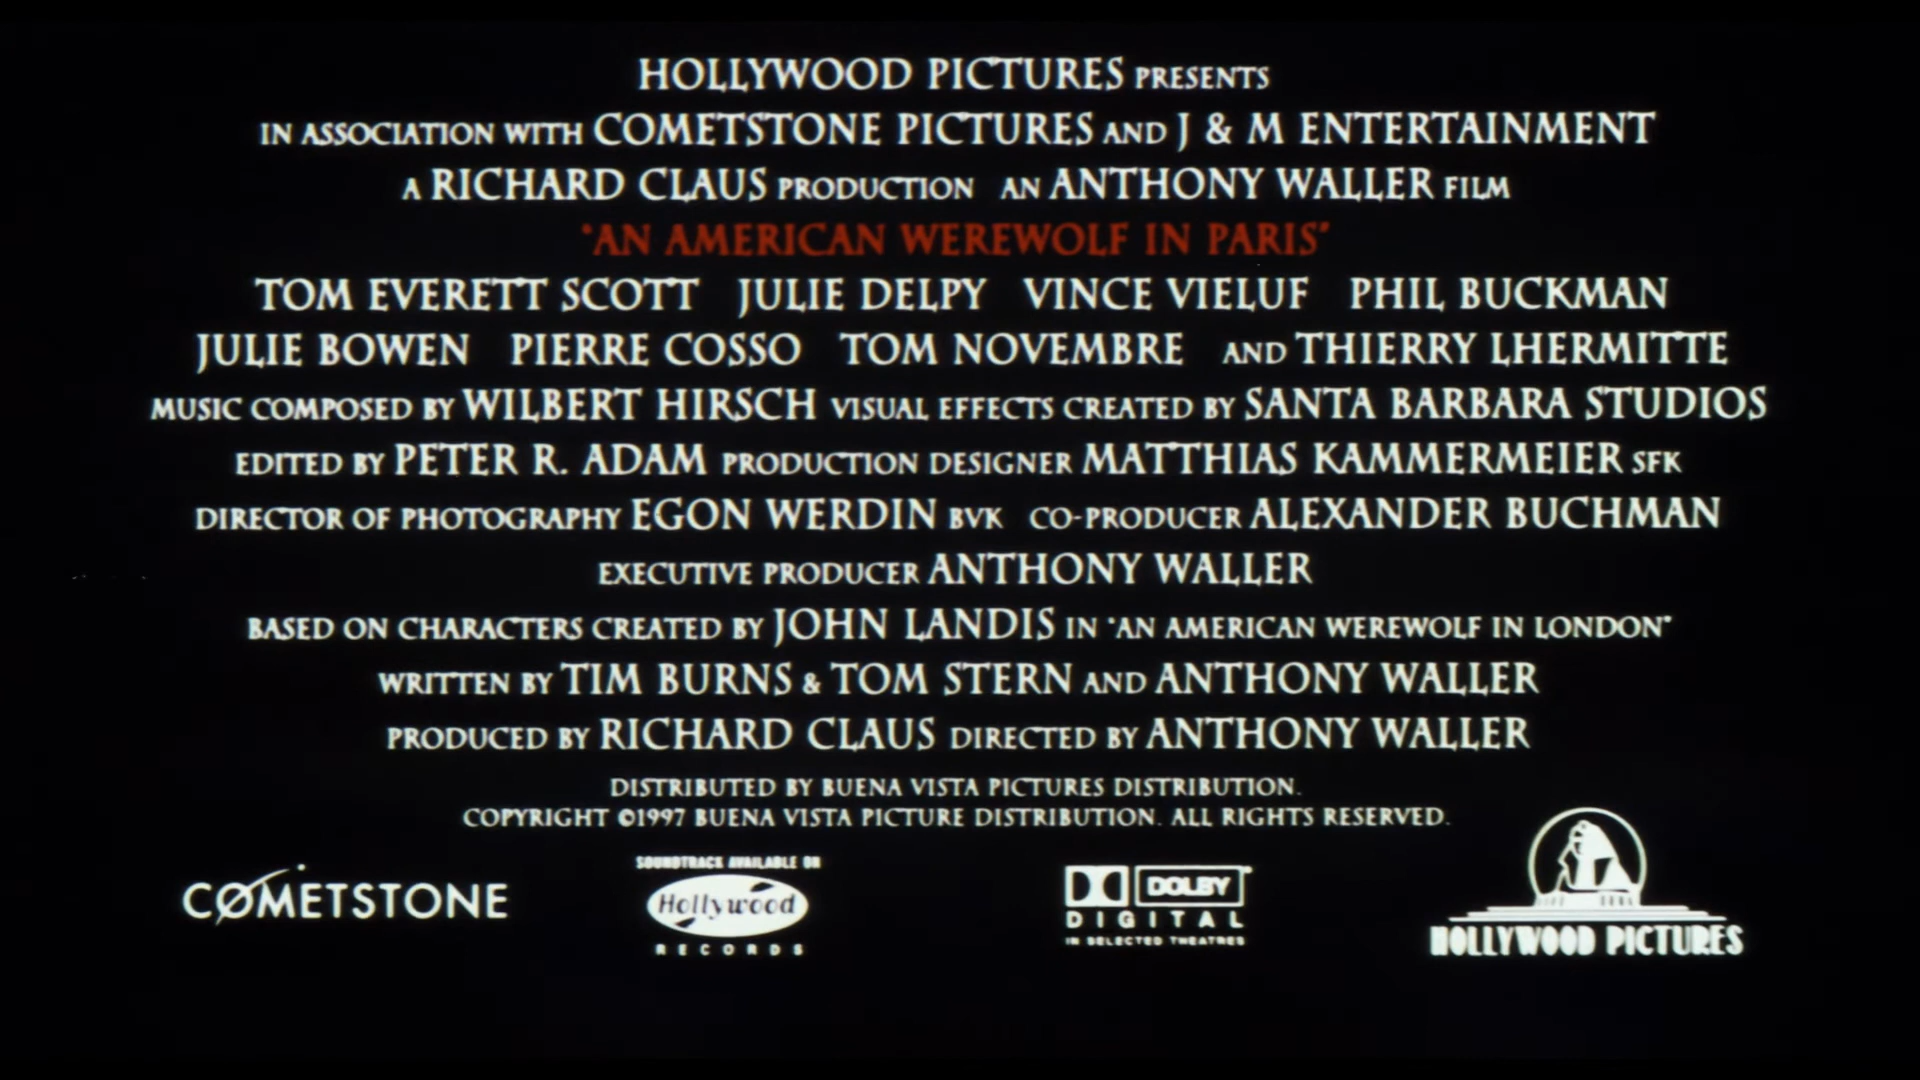 HOLLYWOOD PICTURES PRESENTS
IN ASSOCIATION WITH COMETSTONE PICTURES AND J & M ENTERTAINMENT
A RICHARD CLAUS PRODUCTION AN ANTHONY WALLER FILM
"AN AMERICAN WEREWOLF IN PARIS"
TOM EVERETT SCOTT JULIE DELPY VINCE VIELUF PHIL BUCKMAN
JULIE BOWEN PIERRE COSSO TOM NOVEMBRE AND THIERRY LHERMITTE
MUSIC COMPOSED BY WILBERT HIRSCH VISUAL EFFECTS CREATED BY SANTA BARBARA STUDIOS
EDITED BY PETER R. ADAM PRODUCTION DESIGNER MATTHIAS KAMMERMEIER SFK
DIRECTOR OF PHOTOGRAPHY EGON WERDIN BVK CO-PRODUCER ALEXANDER BUCHMAN
EXECUTIVE PRODUCER ANTHONY WALLER
BASED ON CHARACTERS CREATED BY JOHN LANDIS IN "AN AMERICAN WEREWOLF IN LONDON"
WRITTEN BY TIM BURNS & TOM STERN AND ANTHONY WALLER
PRODUCED BY RICHARD CLAUS DIRECTED BY ANTHONY WALLER
DISTRIBUTED BY BUENA VISTA PICTURES DISTRIBUTION.
COPYRIGHT ©1997 BUENA VISTA PICTURE DISTRIBUTION. ALL RIGHTS RESERVED.
COMETSTONE
SOUNDTRACK AVAILABLE ON
Hollywood
RECORDS
DOLBY
DIGITAL
IN SELECTED THEATRES
HOLLYWOOD PICTURES